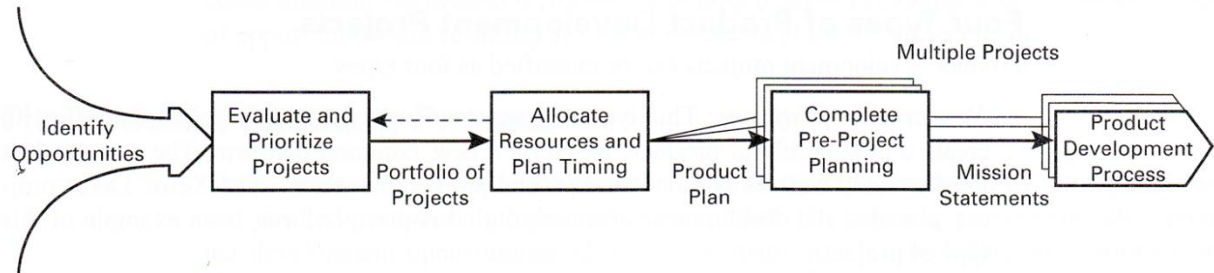 Four Types of Product Development Projects
Multiple Projects
Identify
Opportunities
Evaluate and
Prioritize
Projects
Portfolio of
Projects
Allocate
Resources and
Plan Timing
Product
Plan
Complete
Pre-Project
Planning
Mission
Statements
Product
Development
Process